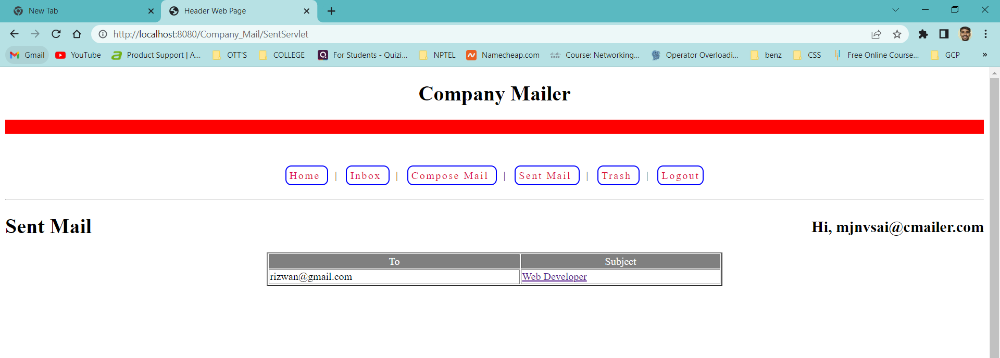 New Tab
Header Web Page
http://localhost:8080/Company_Mail/SentServlet
Gmail YouTube Product Support | A... OTT'S COLLEGE For Students - Quizi... NPTEL Namecheap.com Course: Networking... Operator Overloadi... benz CSS Free Online Course... GCP »
Company Mailer
Home | Inbox | Compose Mail | Sent Mail | Trash | Logout
Sent Mail
Hi, mjnvsai@cmailer.com
To Subject
rizwan@gmail.com Web Developer